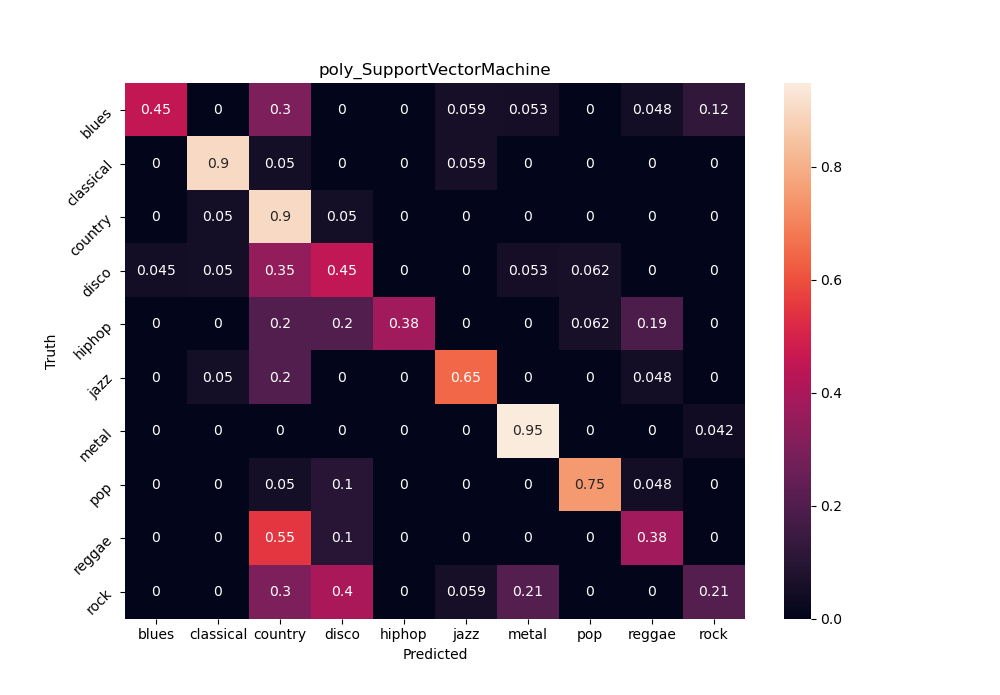 poly_SupportVectorMachine
blues 0.45 0 0.3 0 0 0.059 0.053 0 0.048 0.12
classical 0 0.9 0.05 0 0 0.059 0 0 0 0
country 0 0.05 0.9 0.05 0 0 0 0 0 0
disco 0.045 0.05 0.35 0.45 0 0 0.053 0.062 0 0
hiphop 0 0 0.2 0.2 0.38 0 0 0.062 0.19 0
jazz 0 0.05 0.2 0 0 0.65 0 0 0.048 0
metal 0 0 0 0 0 0 0.95 0 0 0.042
pop 0 0 0.05 0.1 0 0 0 0.75 0.048 0
reggae 0 0 0.55 0.1 0 0 0 0 0.38 0
rock 0 0 0.3 0.4 0 0.059 0.21 0 0 0.21
Truth
blues classical country disco hiphop jazz metal pop reggae rock
Predicted
0.8
0.6
0.4
0.2
0.0